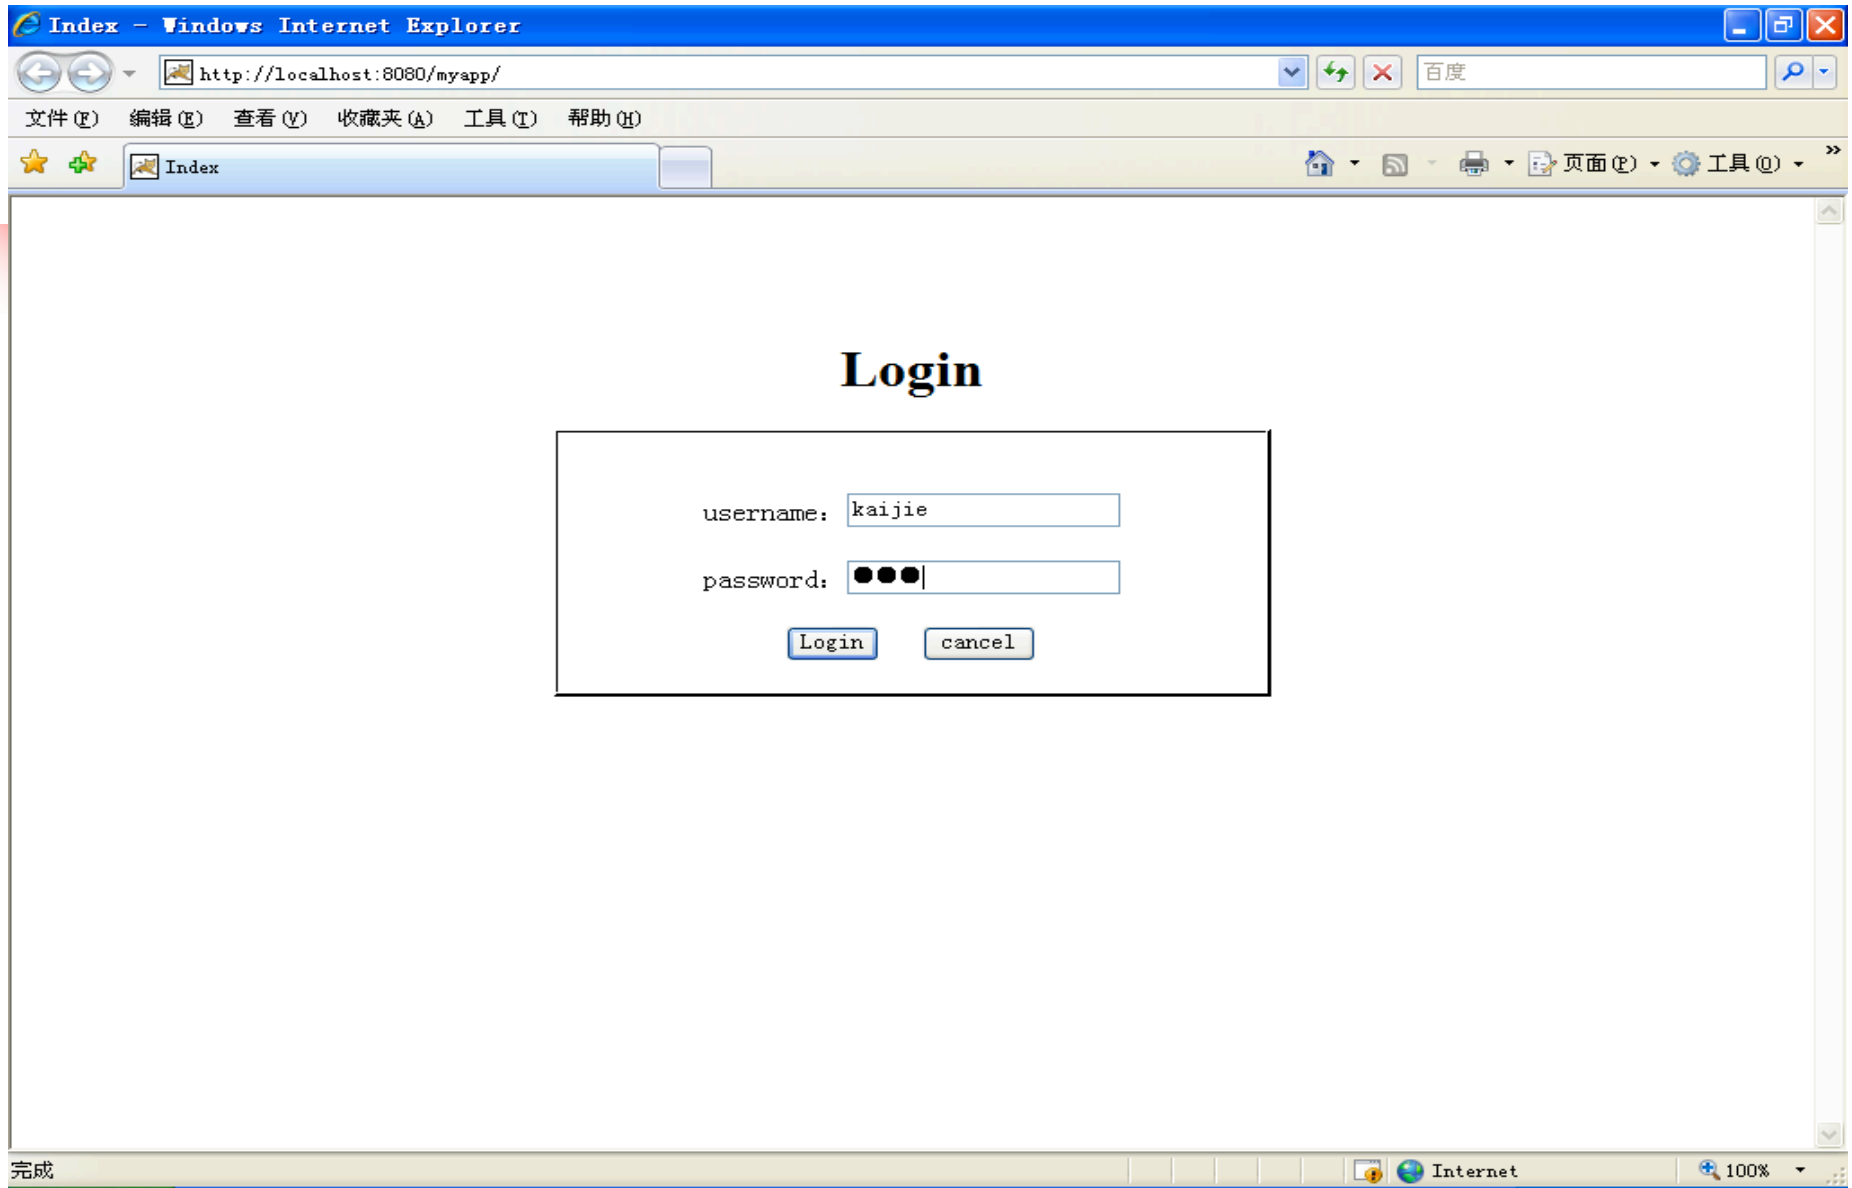 Index - Windows Internet Explorer
http://localhost:8080/myapp/
百度
文件(F) 编辑(E) 查看(V) 收藏夹(A) 工具(T) 帮助(H)
Index
页面(P) 工具(O) »
Login
username：kaijie
password：●●●
Login cancel
完成
Internet 100%